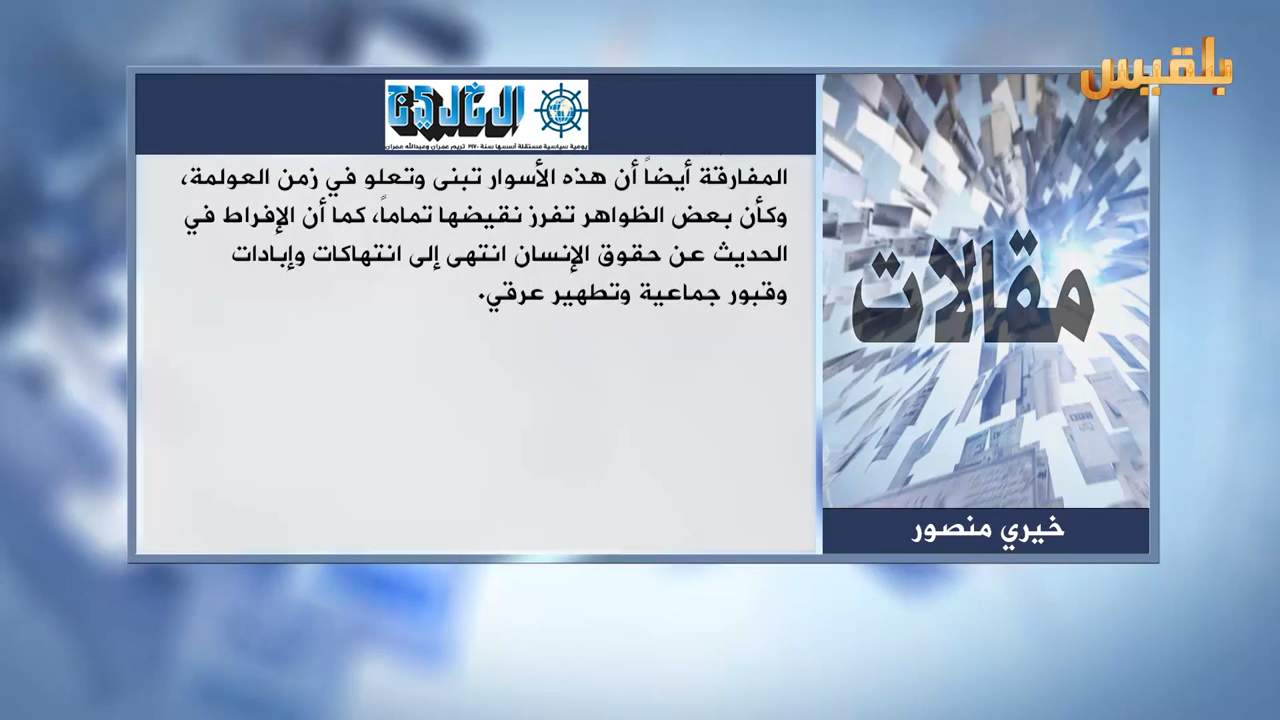 بلقيس
الخليج
يومية سياسية مستقلة أسسها سنة ١٩٧٠ تريم عمران وعبدالله عمران
المفارقة أيضاً أن هذه الأسوار تبنى وتعلو في زمن العولمة،
وكأن بعض الظواهر تفرز نقيضها تماماً، كما أن الإفراط في
الحديث عن حقوق الإنسان انتهى إلى انتهاكات وإبادات
وقبور جماعية وتطهير عرقي.
مقالات
خيري منصور